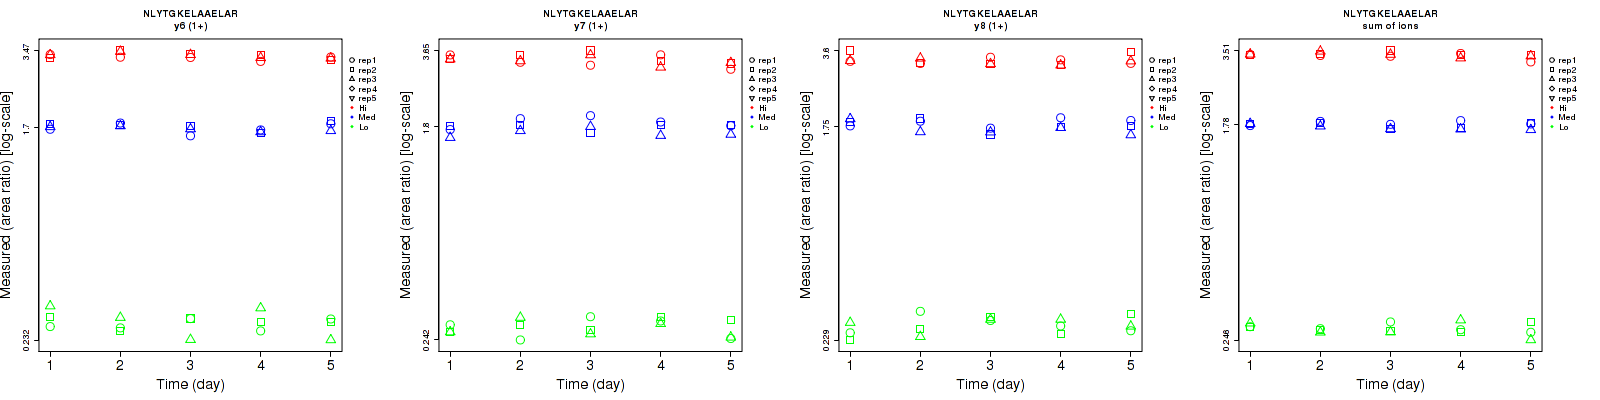 NLYTGKELAAELAR
y6 (1+)
Measured (area ratio) [log-scale]
3.47
1.7
0.232
1 2 3 4 5
Time (day)
rep1
rep2
rep3
rep4
rep5
Hi
Med
Lo
NLYTGKELAAELAR
y7 (1+)
Measured (area ratio) [log-scale]
3.65
1.8
0.242
1 2 3 4 5
Time (day)
rep1
rep2
rep3
rep4
rep5
Hi
Med
Lo
NLYTGKELAAELAR
y8 (1+)
Measured (area ratio) [log-scale]
3.6
1.75
0.229
1 2 3 4 5
Time (day)
rep1
rep2
rep3
rep4
rep5
Hi
Med
Lo
NLYTGKELAAELAR
sum of ions
Measured (area ratio) [log-scale]
3.51
1.78
0.246
1 2 3 4 5
Time (day)
rep1
rep2
rep3
rep4
rep5
Hi
Med
Lo